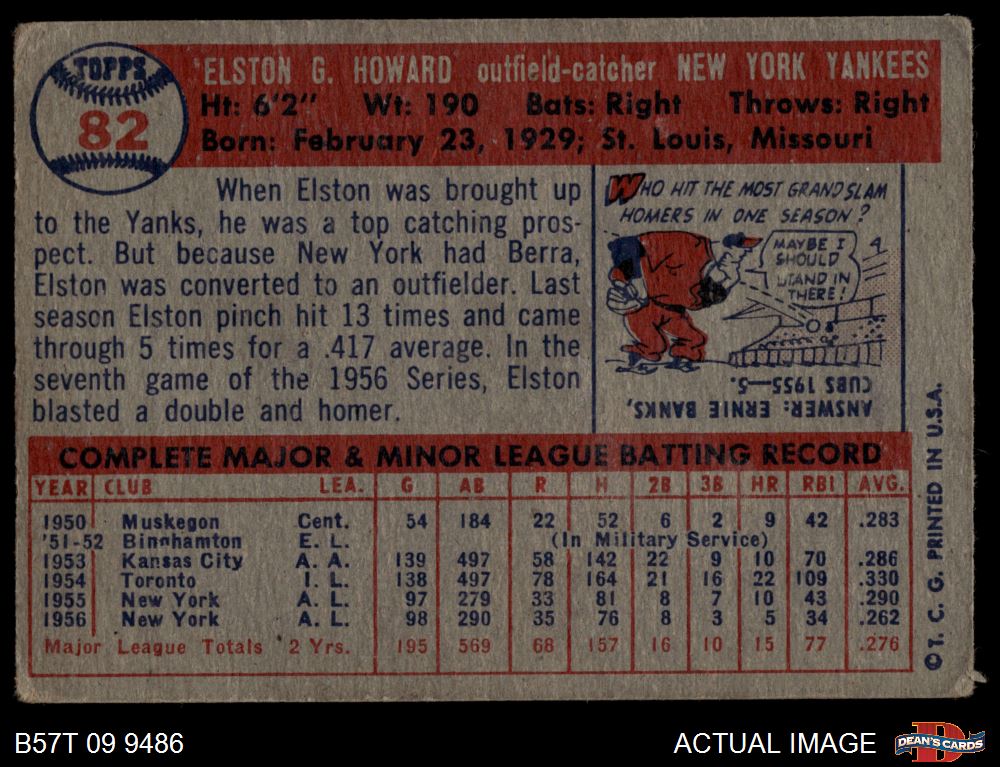 TOPPS
82
ELSTON G. HOWARD outfield-catcher NEW YORK YANKEES
Ht: 6'2" Wt: 190 Bats: Right Throws: Right
Born: February 23, 1929; St. Louis, Missouri
When Elston was brought up
to the Yanks, he was a top catching pros-
pect. But because New York had Berra,
Elston was converted to an outfielder. Last
season Elston pinch hit 13 times and came
through 5 times for a .417 average. In the
seventh game of the 1956 Series, Elston
blasted a double and homer.
WHO HIT THE MOST GRAND SLAM
HOMERS IN ONE SEASON?
MAYBE I
SHOULD
STAND IN
THERE!
ANSWER: ERNIE BANKS,
CUBS 1955—5.
COMPLETE MAJOR & MINOR LEAGUE BATTING RECORD
YEAR CLUB LEA. G AB R H 2B 3B HR RBI AVG.
1950 Muskegon Cent. 54 184 22 52 6 2 9 42 .283
'51-52 Binghamton E. L. (In Military Service)
1953 Kansas City A. A. 139 497 58 142 22 9 10 70 .286
1954 Toronto I. L. 138 497 78 164 21 16 22 109 .330
1955 New York A. L. 97 279 33 81 8 7 10 43 .290
1956 New York A. L. 98 290 35 76 8 3 5 34 .262
Major League Totals 2 Yrs. 195 569 68 157 16 10 15 77 .276
© T. C. G. PRINTED IN U.S.A.
B57T 09 9486
ACTUAL IMAGE
D
DEAN'S CARDS